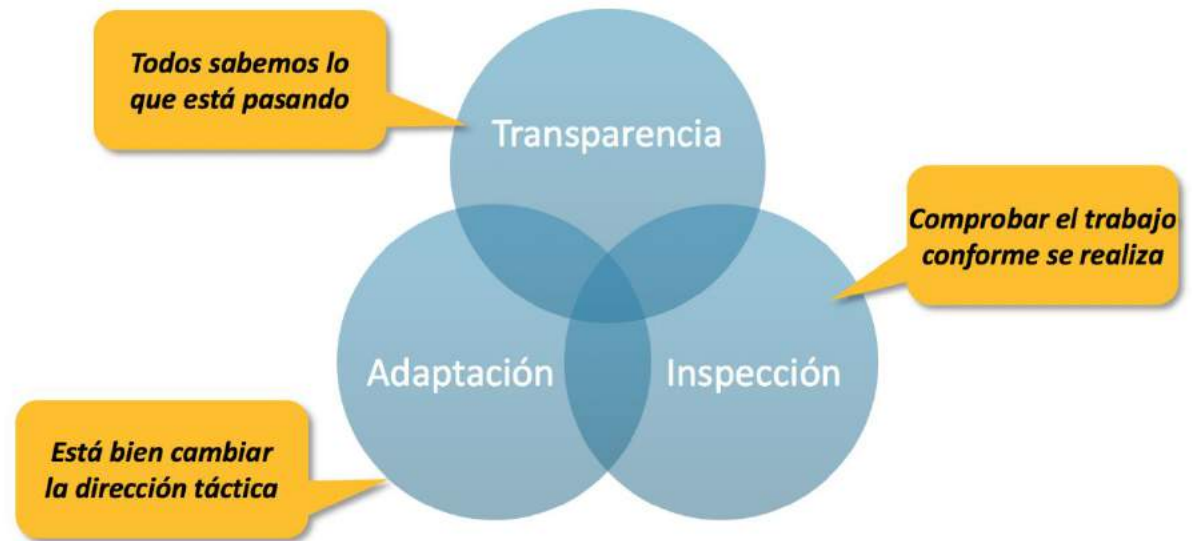 Todos sabemos lo
que está pasando
Transparencia
Comprobar el trabajo
conforme se realiza
Adaptación
Inspección
Está bien cambiar
la dirección táctica